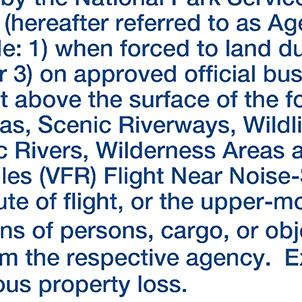 by the National Park Service
(hereafter referred to as Age
le: 1) when forced to land du
r 3) on approved official bus
t above the surface of the fo
as, Scenic Riverways, Wildli
c Rivers, Wilderness Areas a
les (VFR) Flight Near Noise-S
ute of flight, or the upper-mo
ns of persons, cargo, or obje
m the respective agency. Ex
ous property loss.